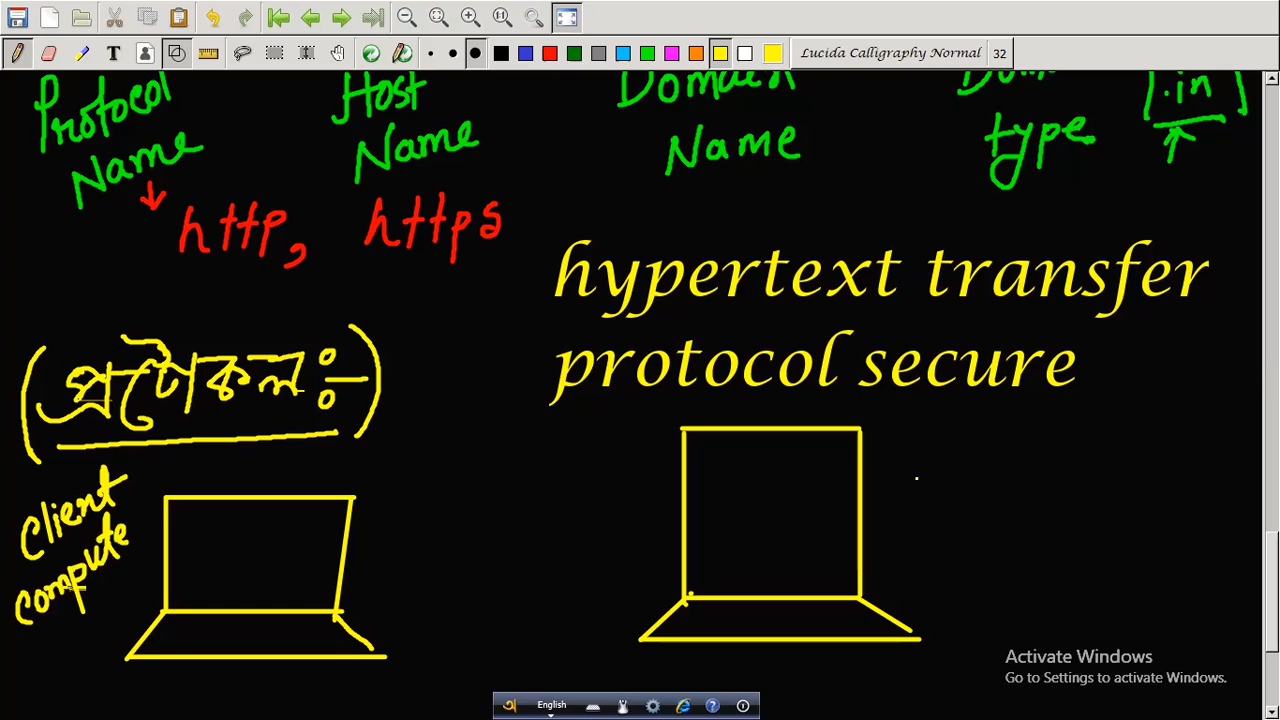 Lucida Calligraphy Normal 32
Protocol Name
Host Name
Domain Name
type
.in
http, https
hypertext transfer
protocol secure
(প্রটোকল ঃ—)
Client
compute
Activate Windows
Go to Settings to activate Windows.
English